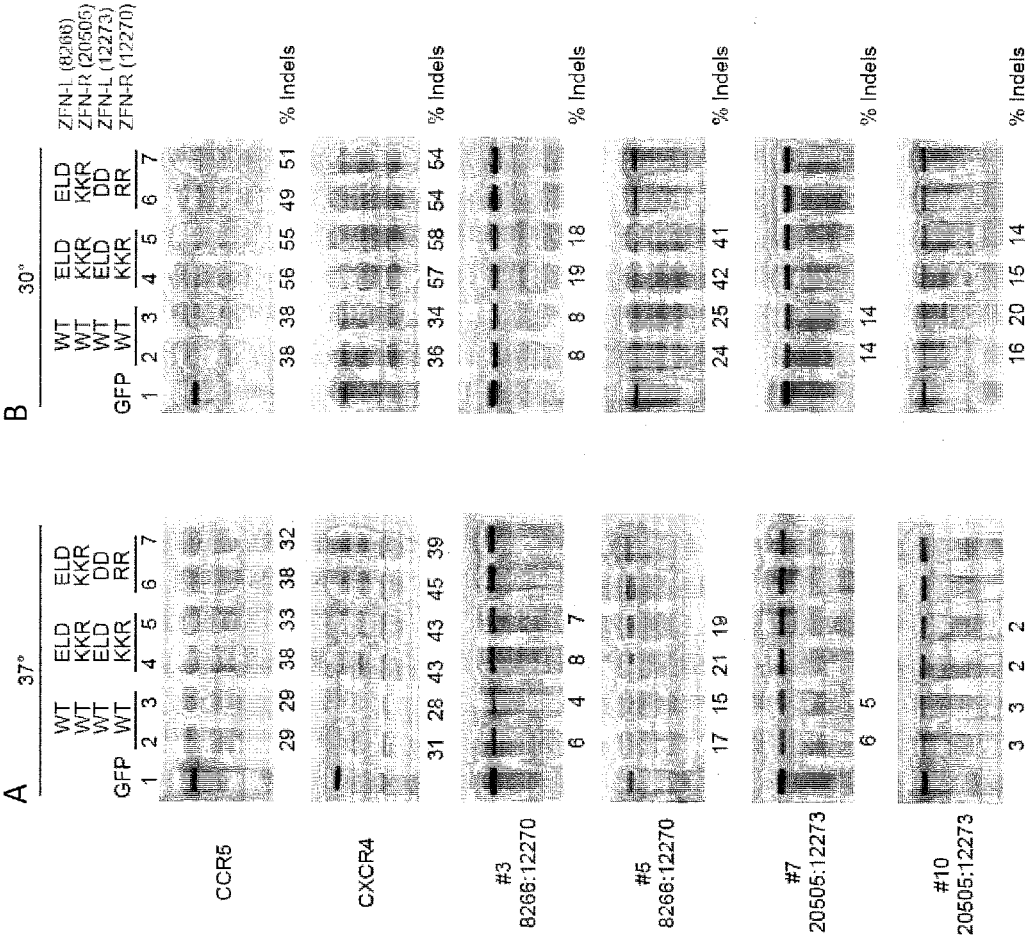 A B
37° 30°
WT ELD ELD WT ELD ELD ZFN-L (8266)
WT KKR KKR WT KKR KKR ZFN-R (20505)
WT ELD DD WT ELD DD ZFN-L (12273)
GFP WT KKR RR GFP WT KKR RR ZFN-R (12270)
1 2 3 4 5 6 7 1 2 3 4 5 6 7
CCR5
29 29 38 33 38 32 38 38 56 55 49 51 % Indels
CXCR4
31 28 43 43 45 39 36 34 57 58 54 54 % Indels
#3
8266:12270
6 4 8 7 8 8 19 18 % Indels
#5
8266:12270
17 15 21 19 24 25 42 41 % Indels
#7
20505:12273
6 5 14 14 % Indels
#10
20505:12273
3 3 2 2 16 20 15 14 % Indels